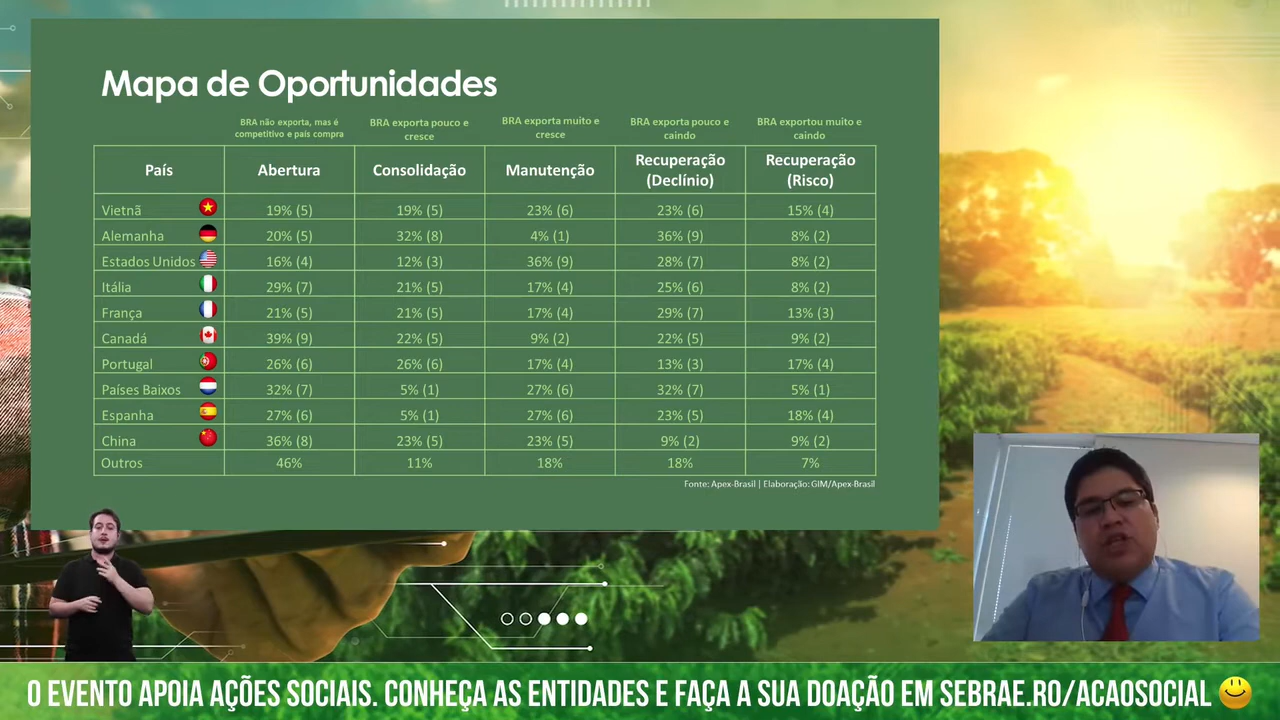 Mapa de Oportunidades
BRA não exporta, mas é competitivo e país compra
BRA exporta pouco e cresce
BRA exporta muito e cresce
BRA exporta pouco e caindo
BRA exportou muito e caindo
País Abertura Consolidação Manutenção Recuperação (Declínio) Recuperação (Risco)
Vietnã 19% (5) 19% (5) 23% (6) 23% (6) 15% (4)
Alemanha 20% (5) 32% (8) 4% (1) 36% (9) 8% (2)
Estados Unidos 16% (4) 12% (3) 36% (9) 28% (7) 8% (2)
Itália 29% (7) 21% (5) 17% (4) 25% (6) 8% (2)
França 21% (5) 21% (5) 17% (4) 29% (7) 13% (3)
Canadá 39% (9) 22% (5) 9% (2) 22% (5) 9% (2)
Portugal 26% (6) 26% (6) 17% (4) 13% (3) 17% (4)
Países Baixos 32% (7) 5% (1) 27% (6) 32% (7) 5% (1)
Espanha 27% (6) 5% (1) 27% (6) 23% (5) 18% (4)
China 36% (8) 23% (5) 23% (5) 9% (2) 9% (2)
Outros 46% 11% 18% 18% 7%
Fonte: Apex-Brasil | Elaboração: GIM/Apex-Brasil
O EVENTO APOIA AÇÕES SOCIAIS. CONHEÇA AS ENTIDADES E FAÇA A SUA DOAÇÃO EM SEBRAE.RO/ACAOSOCIAL